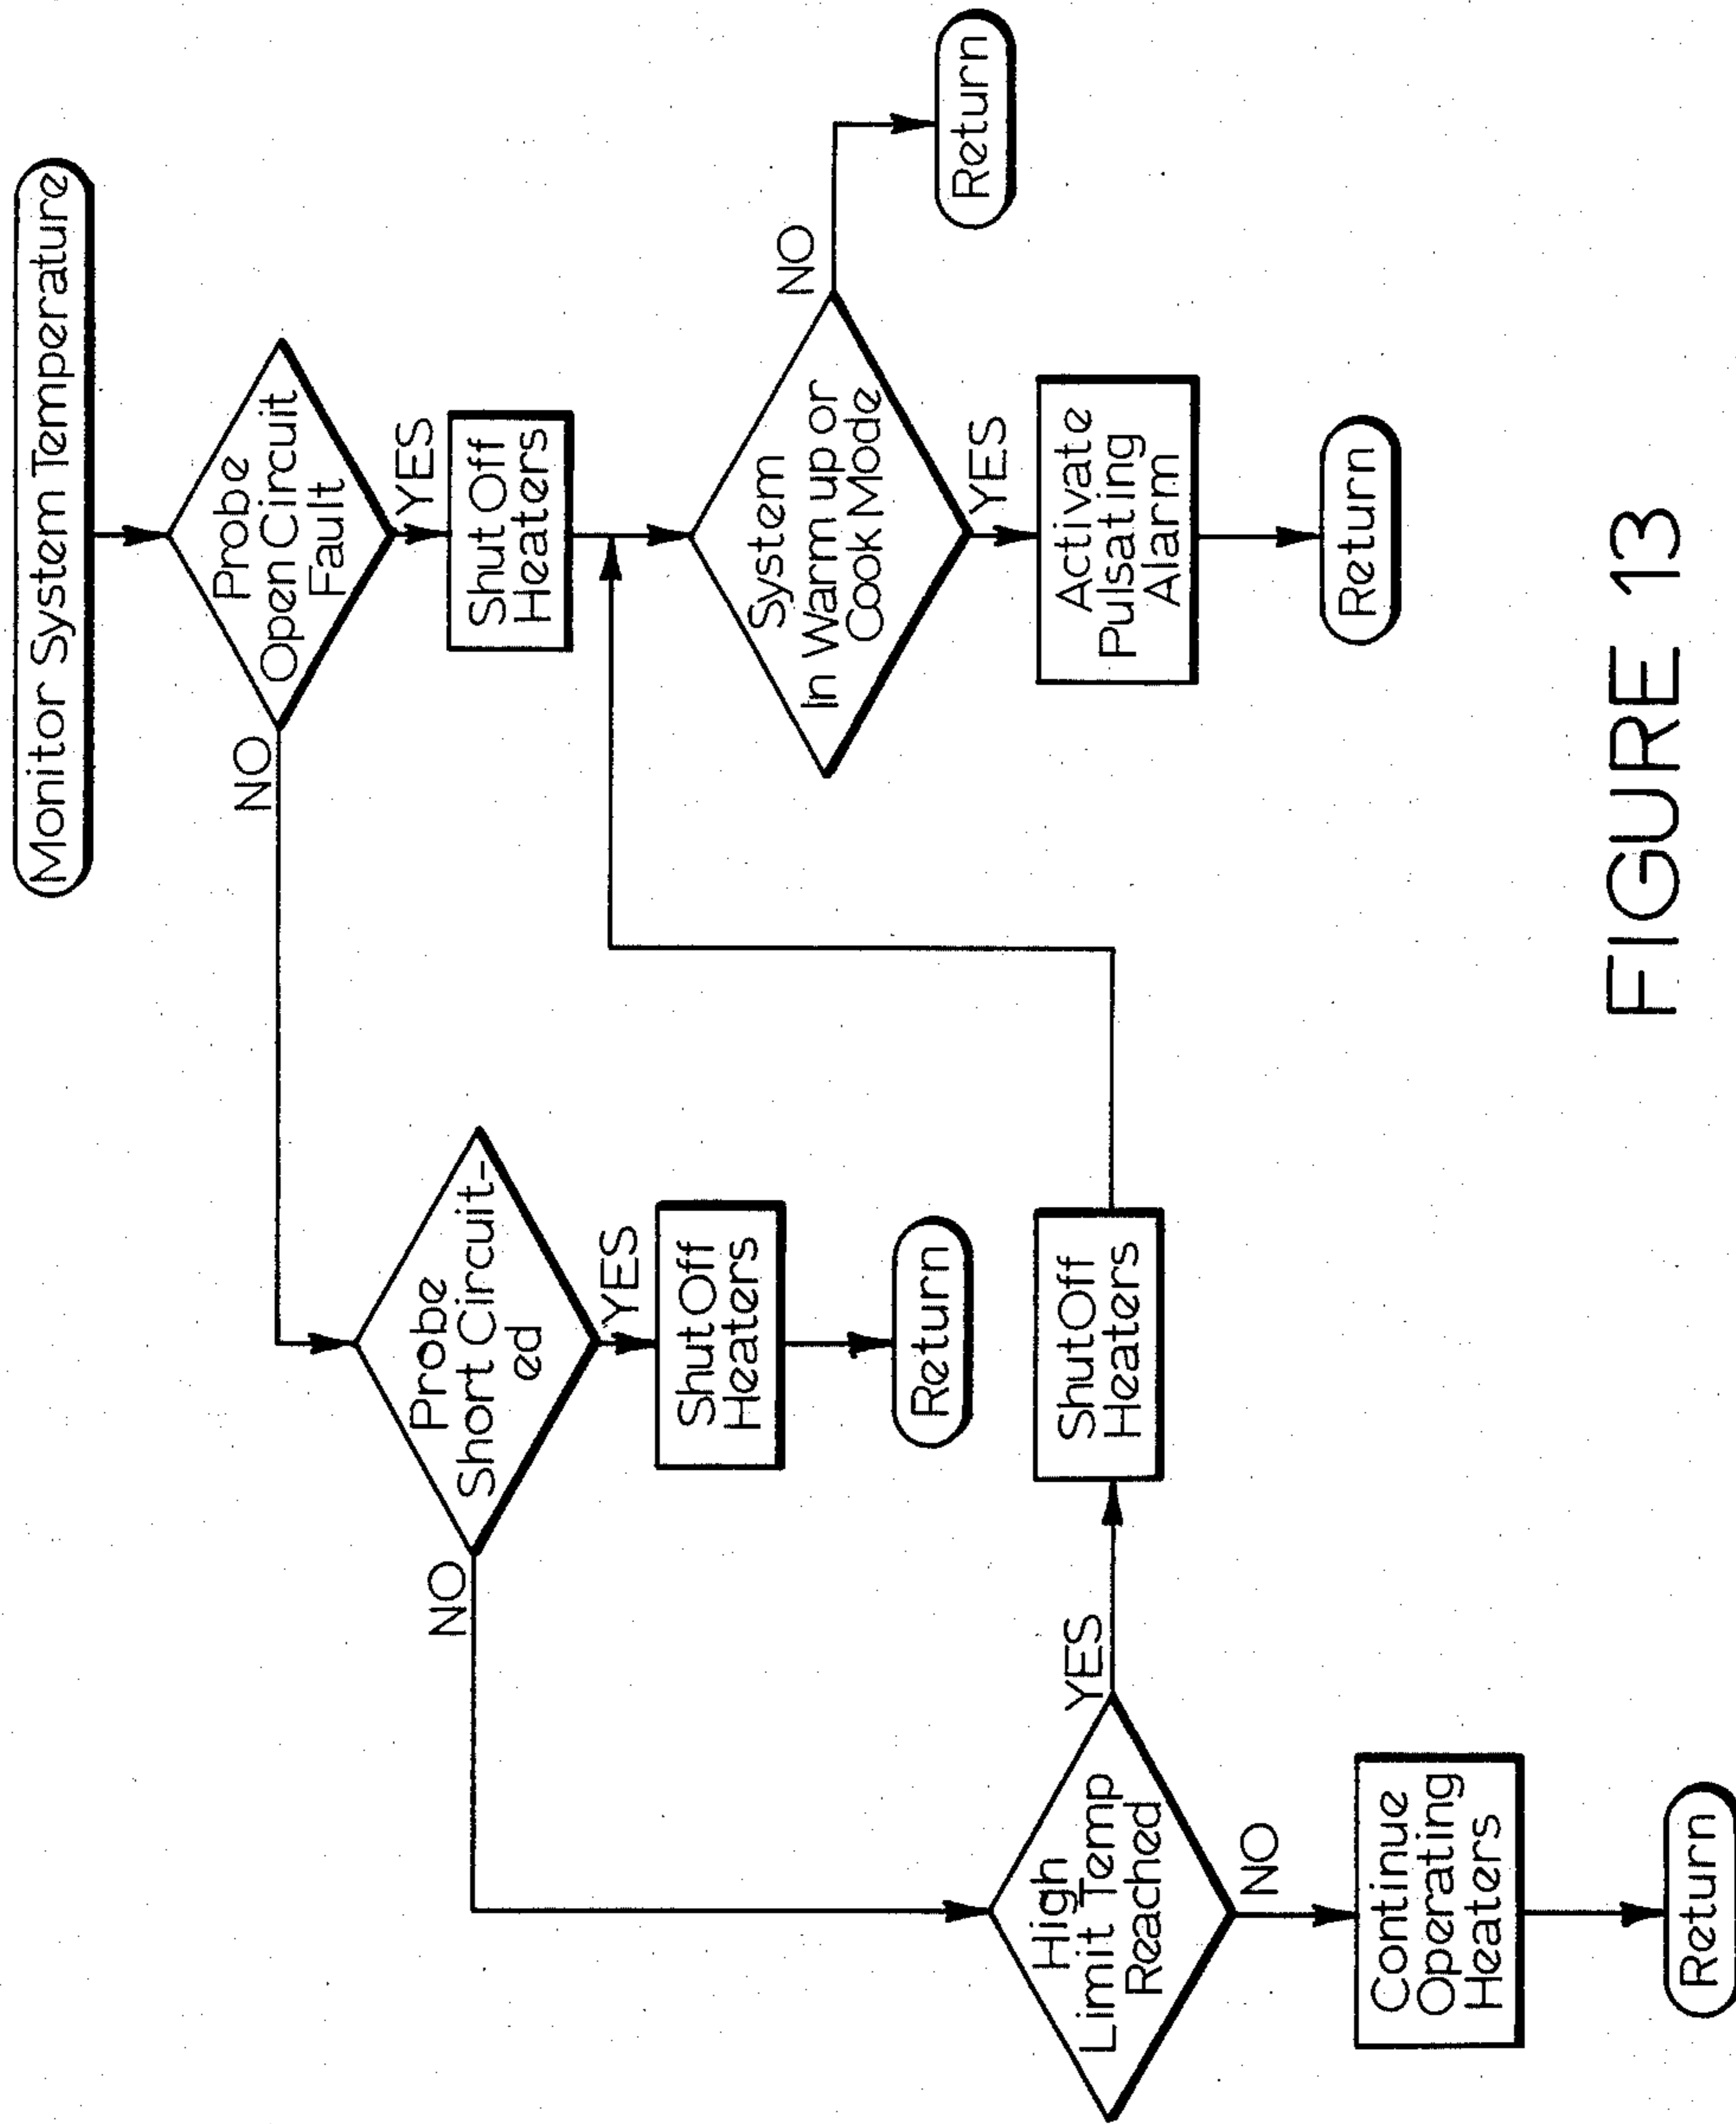 Monitor System Temperature
Probe
Open Circuit
Fault
NO
YES
Shut Off
Heaters
System
In Warm up or
Cook Mode
NO
Return
YES
Activate
Pulsating
Alarm
Return
Probe
Short Circuit-
ed
NO
YES
Shut Off
Heaters
Return
High
Limit Temp
Reached
YES
Shut Off
Heaters
NO
Continue
Operating
Heaters
Return
FIGURE 13